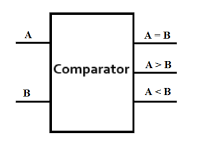 A
A = B
Comparator
A > B
B
A < B